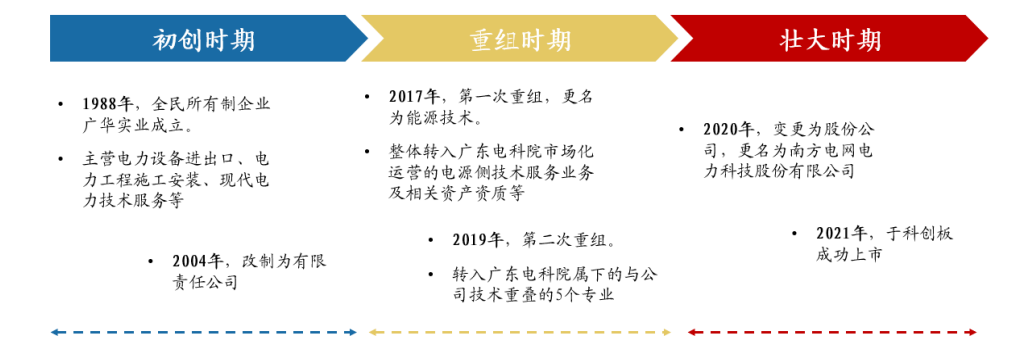 初创时期
重组时期
壮大时期
• 1988年，全民所有制企业
广华实业成立。
• 主营电力设备进出口、电
力工程施工安装、现代电
力技术服务等
• 2004年，改制为有限
责任公司
• 2017年，第一次重组，更名
为能源技术。
• 整体转入广东电科院市场化
运营的电源侧技术服务业务
及相关资产资质等
• 2019年，第二次重组。
• 转入广东电科院属下的与公
司技术重叠的5个专业
• 2020年，变更为股份公
司，更名为南方电网电
力科技股份有限公司
• 2021年，于科创板
成功上市